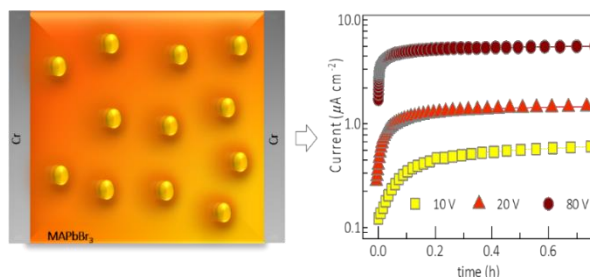 Cr
Cr
MAPbBr3
10.0
1.0
0.1
Current (μA cm⁻²)
10 V
20 V
80 V
0.0
0.2
0.4
0.6
time (h)